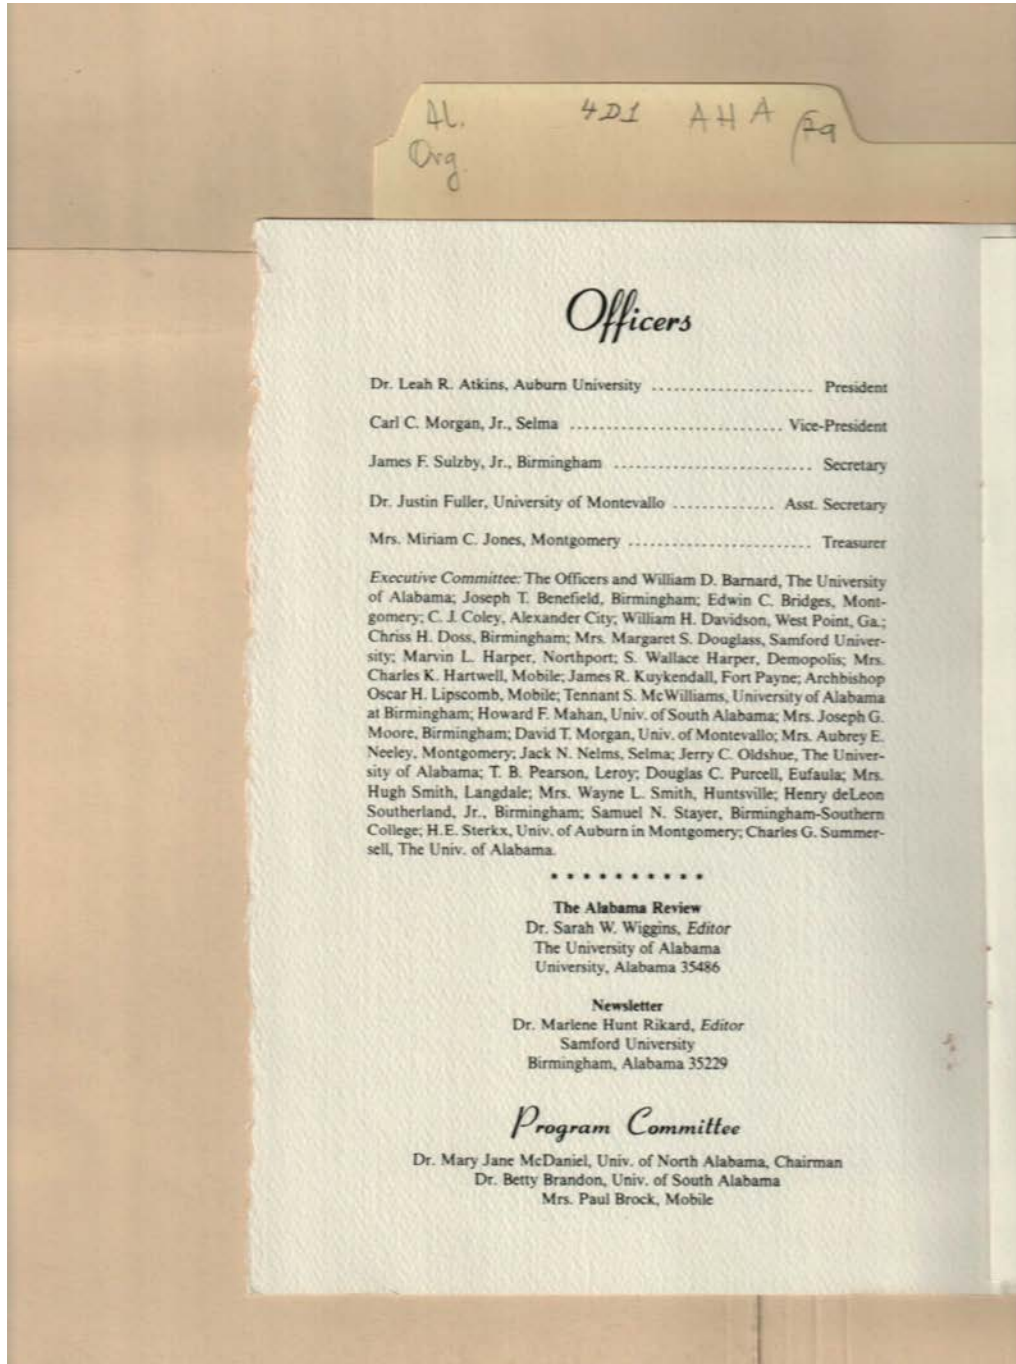 AL. 4D1 AHA
Org.
Officers
Dr. Leah R. Atkins, Auburn University ...................... President
Carl C. Morgan, Jr., Selma ............................. Vice-President
James F. Sulzby, Jr., Birmingham ........................... Secretary
Dr. Justin Fuller, University of Montevallo .............. Asst. Secretary
Mrs. Miriam C. Jones, Montgomery ......................... Treasurer
Executive Committee: The Officers and William D. Barnard, The University
of Alabama; Joseph T. Benefield, Birmingham; Edwin C. Bridges, Mont-
gomery; C. J. Coley, Alexander City; William H. Davidson, West Point, Ga.;
Chriss H. Doss, Birmingham; Mrs. Margaret S. Douglass, Samford Univer-
sity; Marvin L. Harper, Northport; S. Wallace Harper, Demopolis; Mrs.
Charles K. Hartwell, Mobile; James R. Kuykendall, Fort Payne; Archbishop
Oscar H. Lipscomb, Mobile; Tennant S. McWilliams, University of Alabama
at Birmingham; Howard F. Mahan, Univ. of South Alabama; Mrs. Joseph G.
Moore, Birmingham; David T. Morgan, Univ. of Montevallo; Mrs. Aubrey E.
Neeley, Montgomery; Jack N. Nelms, Selma; Jerry C. Oldshue, The Univer-
sity of Alabama; T. B. Pearson, Leroy; Douglas C. Purcell, Eufaula; Mrs.
Hugh Smith, Langdale; Mrs. Wayne L. Smith, Huntsville; Henry deLeon
Southerland, Jr., Birmingham; Samuel N. Stayer, Birmingham-Southern
College; H.E. Sterkx, Univ. of Auburn in Montgomery; Charles G. Summer-
sell, The Univ. of Alabama.
* * * * * * * * * *
The Alabama Review
Dr. Sarah W. Wiggins, Editor
The University of Alabama
University, Alabama 35486
Newsletter
Dr. Marlene Hunt Rikard, Editor
Samford University
Birmingham, Alabama 35229
Program Committee
Dr. Mary Jane McDaniel, Univ. of North Alabama, Chairman
Dr. Betty Brandon, Univ. of South Alabama
Mrs. Paul Brock, Mobile